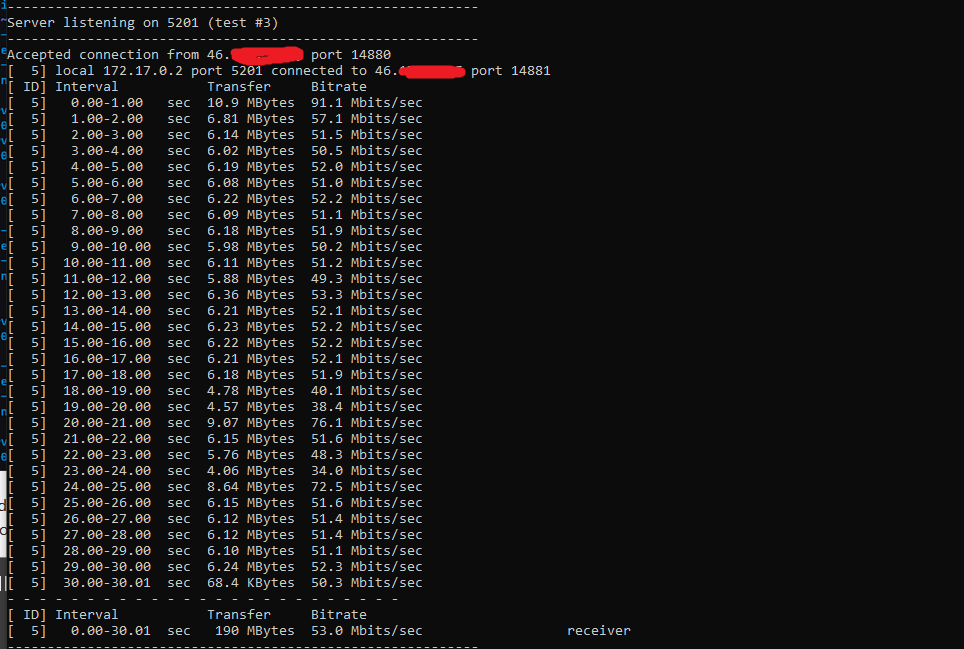 -----------------------------------------------------------
Server listening on 5201 (test #3)
-----------------------------------------------------------
Accepted connection from 46. port 14880
[  5] local 172.17.0.2 port 5201 connected to 46. port 14881
[ ID] Interval           Transfer     Bitrate
[  5]   0.00-1.00   sec  10.9 MBytes  91.1 Mbits/sec
[  5]   1.00-2.00   sec  6.81 MBytes  57.1 Mbits/sec
[  5]   2.00-3.00   sec  6.14 MBytes  51.5 Mbits/sec
[  5]   3.00-4.00   sec  6.02 MBytes  50.5 Mbits/sec
[  5]   4.00-5.00   sec  6.19 MBytes  52.0 Mbits/sec
[  5]   5.00-6.00   sec  6.08 MBytes  51.0 Mbits/sec
[  5]   6.00-7.00   sec  6.22 MBytes  52.2 Mbits/sec
[  5]   7.00-8.00   sec  6.09 MBytes  51.1 Mbits/sec
[  5]   8.00-9.00   sec  6.18 MBytes  51.9 Mbits/sec
[  5]   9.00-10.00  sec  5.98 MBytes  50.2 Mbits/sec
[  5]  10.00-11.00  sec  6.11 MBytes  51.2 Mbits/sec
[  5]  11.00-12.00  sec  5.88 MBytes  49.3 Mbits/sec
[  5]  12.00-13.00  sec  6.36 MBytes  53.3 Mbits/sec
[  5]  13.00-14.00  sec  6.21 MBytes  52.1 Mbits/sec
[  5]  14.00-15.00  sec  6.23 MBytes  52.2 Mbits/sec
[  5]  15.00-16.00  sec  6.22 MBytes  52.2 Mbits/sec
[  5]  16.00-17.00  sec  6.21 MBytes  52.1 Mbits/sec
[  5]  17.00-18.00  sec  6.18 MBytes  51.9 Mbits/sec
[  5]  18.00-19.00  sec  4.78 MBytes  40.1 Mbits/sec
[  5]  19.00-20.00  sec  4.57 MBytes  38.4 Mbits/sec
[  5]  20.00-21.00  sec  9.07 MBytes  76.1 Mbits/sec
[  5]  21.00-22.00  sec  6.15 MBytes  51.6 Mbits/sec
[  5]  22.00-23.00  sec  5.76 MBytes  48.3 Mbits/sec
[  5]  23.00-24.00  sec  4.06 MBytes  34.0 Mbits/sec
[  5]  24.00-25.00  sec  8.64 MBytes  72.5 Mbits/sec
[  5]  25.00-26.00  sec  6.15 MBytes  51.6 Mbits/sec
[  5]  26.00-27.00  sec  6.12 MBytes  51.4 Mbits/sec
[  5]  27.00-28.00  sec  6.12 MBytes  51.4 Mbits/sec
[  5]  28.00-29.00  sec  6.10 MBytes  51.1 Mbits/sec
[  5]  29.00-30.00  sec  6.24 MBytes  52.3 Mbits/sec
[  5]  30.00-30.01  sec  68.4 KBytes  50.3 Mbits/sec
- - - - - - - - - - - - - - - - - - - - - - - - -
[ ID] Interval           Transfer     Bitrate
[  5]   0.00-30.01  sec   190 MBytes  53.0 Mbits/sec                  receiver
-----------------------------------------------------------